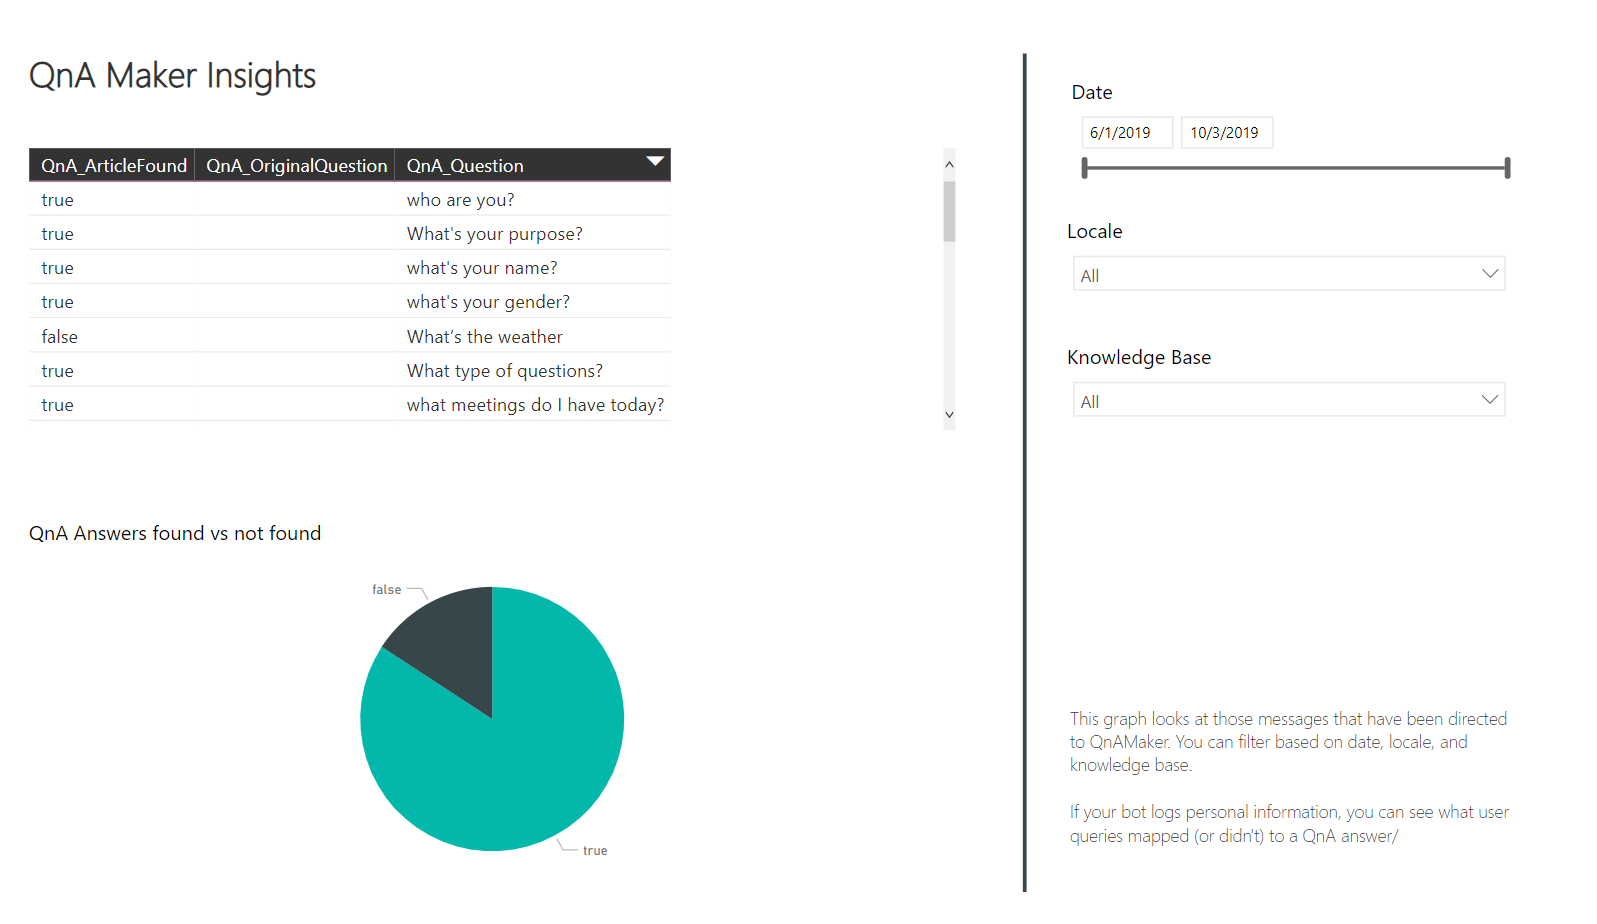 QnA Maker Insights
QnA_ArticleFound QnA_OriginalQuestion QnA_Question
true who are you?
true What's your purpose?
true what's your name?
true what's your gender?
false What’s the weather
true What type of questions?
true what meetings do I have today?
QnA Answers found vs not found
false
true
Date
6/1/2019 10/3/2019
Locale
All
Knowledge Base
All
This graph looks at those messages that have been directed
to QnAMaker. You can filter based on date, locale, and
knowledge base.
If your bot logs personal information, you can see what user
queries mapped (or didn't) to a QnA answer/